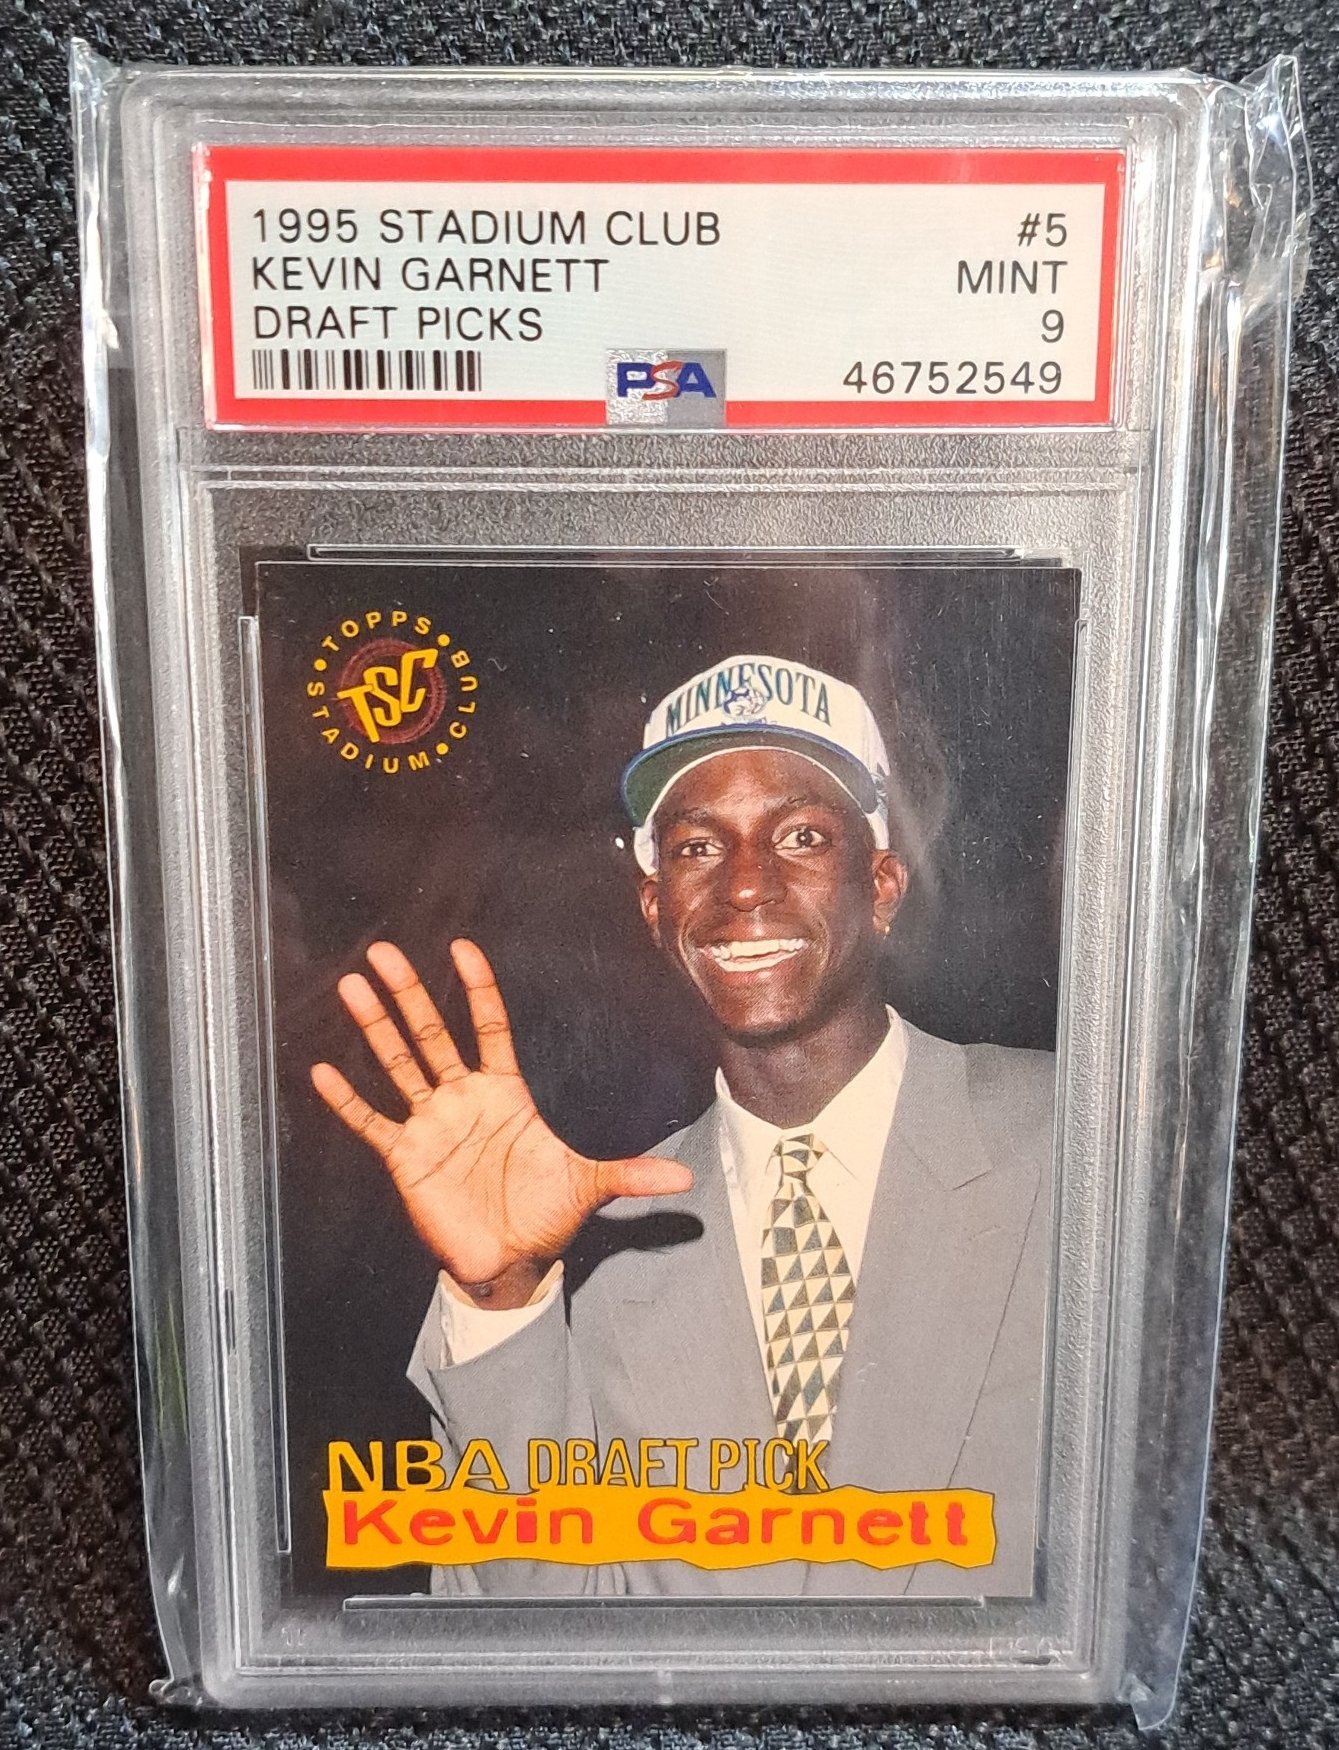 1995 STADIUM CLUB #5
KEVIN GARNETT MINT
DRAFT PICKS 9
PSA 46752549
TOPPS STADIUM CLUB
TSC
MINNESOTA
NBA DRAFT PICK
Kevin Garnett